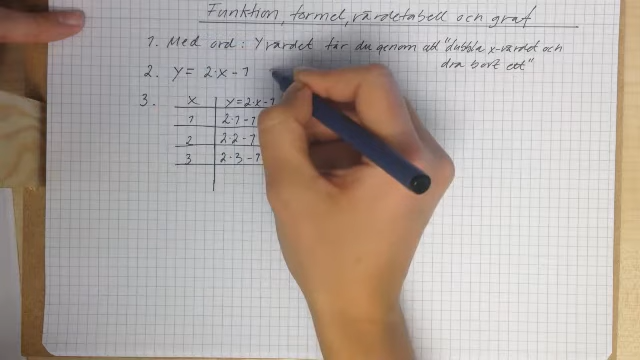 Funktion, formel, värdetabell och graf
1. Med ord: Y värdet får du genom att "dubbla x-värdet och
dra bort ett"
2. y = 2·x - 1
3. x y = 2·x - 1
1 2·1 - 1
2 2·2 - 1
3 2·3 - 1